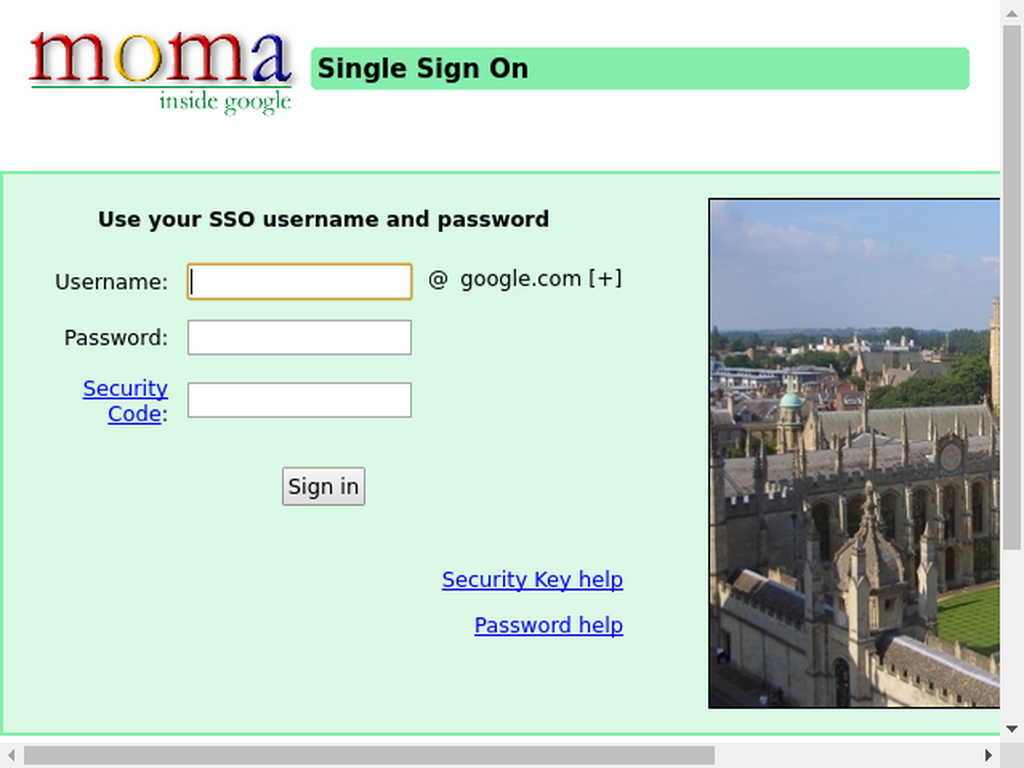 moma
inside google
Single Sign On
Use your SSO username and password
Username:
@ google.com [+]
Password:
Security
Code:
Sign in
Security Key help
Password help